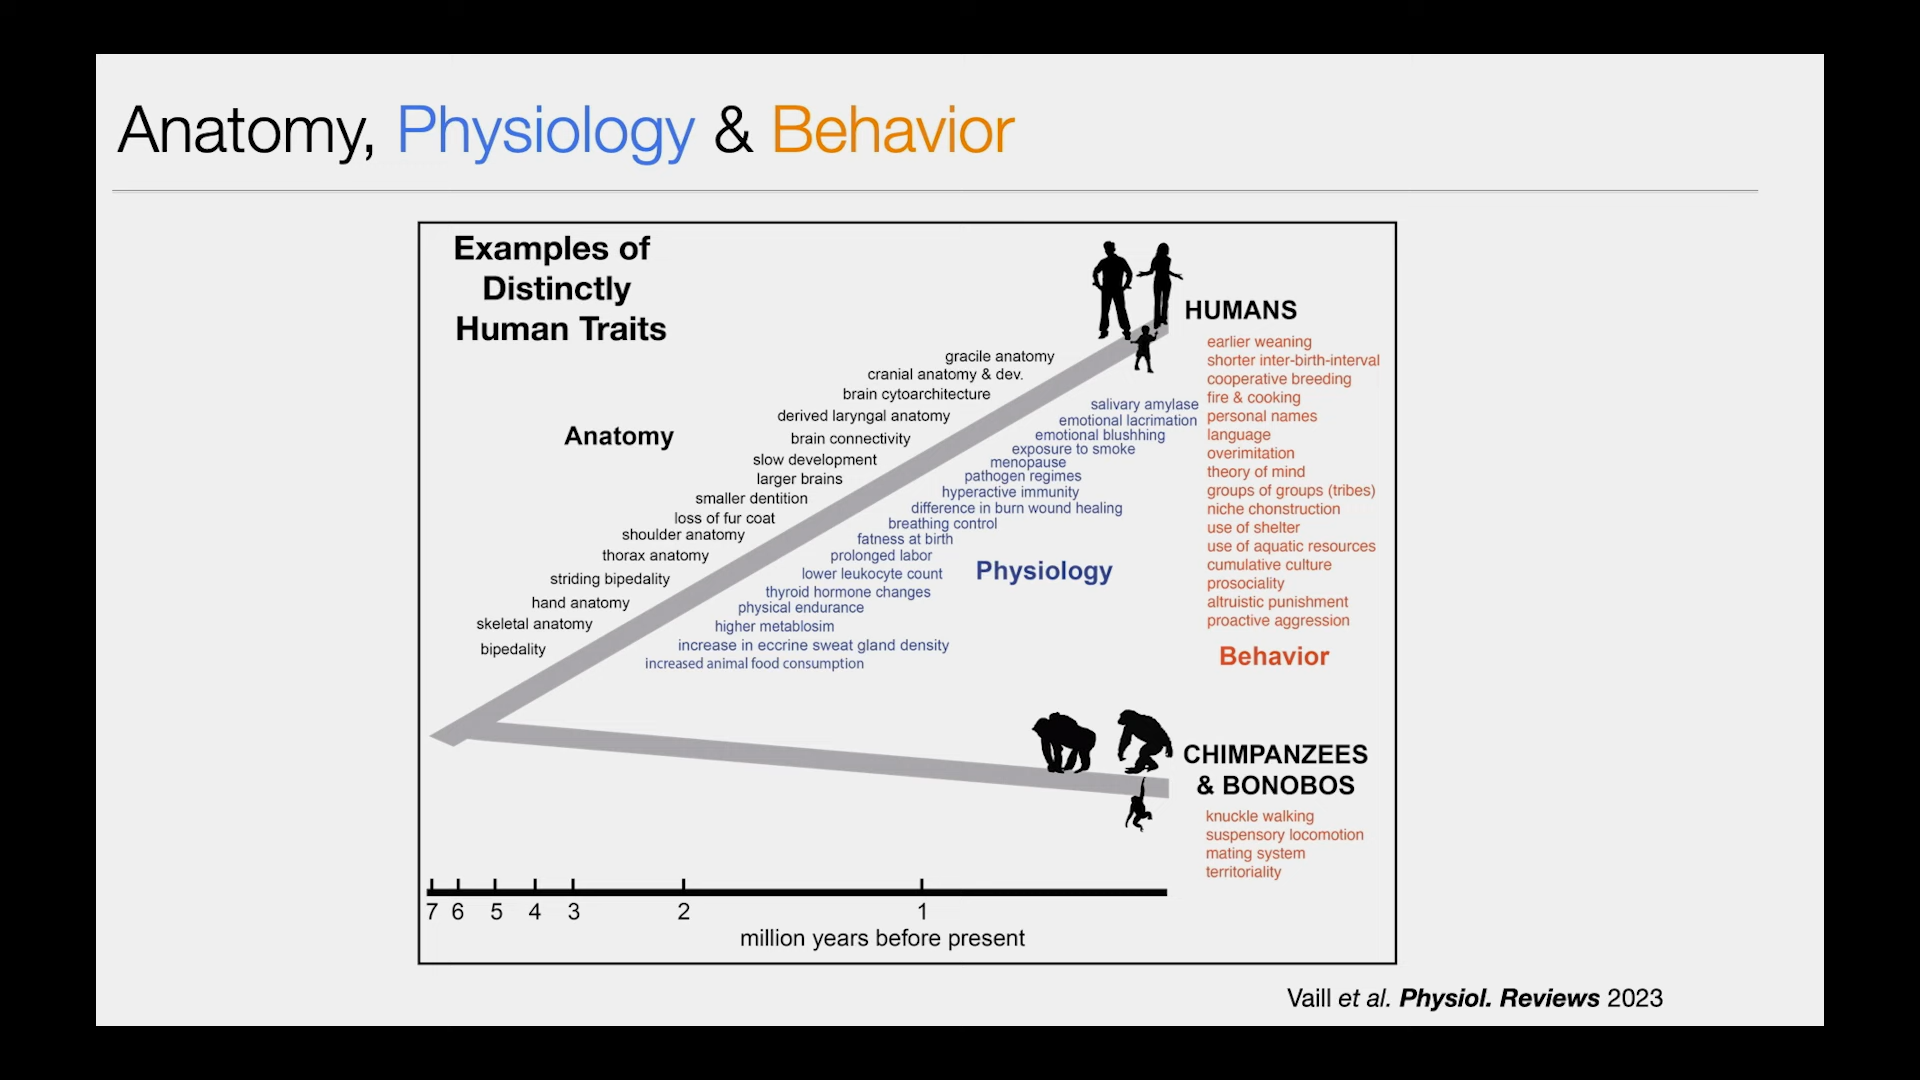 Anatomy, Physiology & Behavior
Examples of
Distinctly
Human Traits
HUMANS
earlier weaning
shorter inter-birth-interval
cooperative breeding
fire & cooking
personal names
language
overimitation
theory of mind
groups of groups (tribes)
niche chonstruction
use of shelter
use of aquatic resources
cumulative culture
prosociality
altruistic punishment
proactive aggression
Behavior
Anatomy
gracile anatomy
cranial anatomy & dev.
brain cytoarchitecture
derived laryngal anatomy
brain connectivity
slow development
larger brains
smaller dentition
loss of fur coat
shoulder anatomy
thorax anatomy
striding bipedality
hand anatomy
skeletal anatomy
bipedality
salivary amylase
emotional lacrimation
emotional blushhing
exposure to smoke
menopause
pathogen regimes
hyperactive immunity
difference in burn wound healing
breathing control
fatness at birth
prolonged labor
lower leukocyte count
thyroid hormone changes
physical endurance
higher metablosim
increase in eccrine sweat gland density
increased animal food consumption
Physiology
CHIMPANZEES
& BONOBOS
knuckle walking
suspensory locomotion
mating system
territoriality
7 6 5 4 3 2 1
million years before present
Vaill et al. Physiol. Reviews 2023